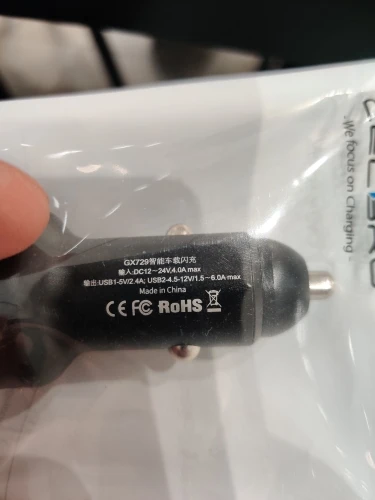 GX729智能车载闪充
输入:DC12~24V,4.0A max
输出:USB1-5V/2.4A; USB2-4.5-12V/1.5~6.0A max
Made in China
CE FC RoHS
We focus on Charging